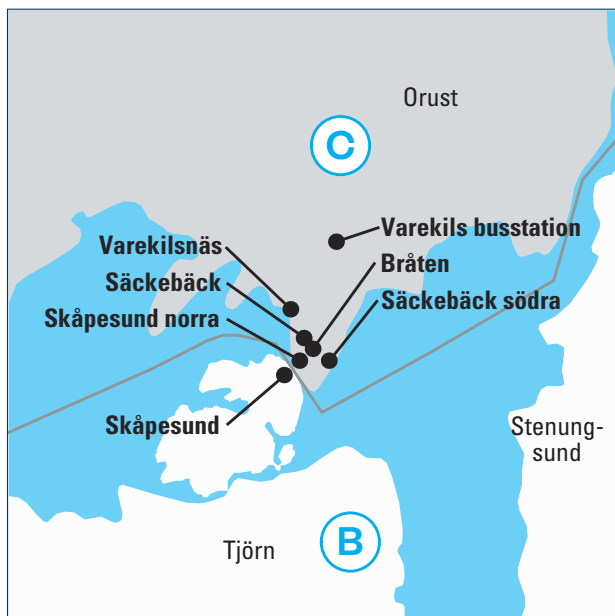 Orust
C
Varekils busstation
Varekilsnäs
Bråten
Säckebäck
Säckebäck södra
Skåpesund norra
Skåpesund
Stenung-
sund
Tjörn
B